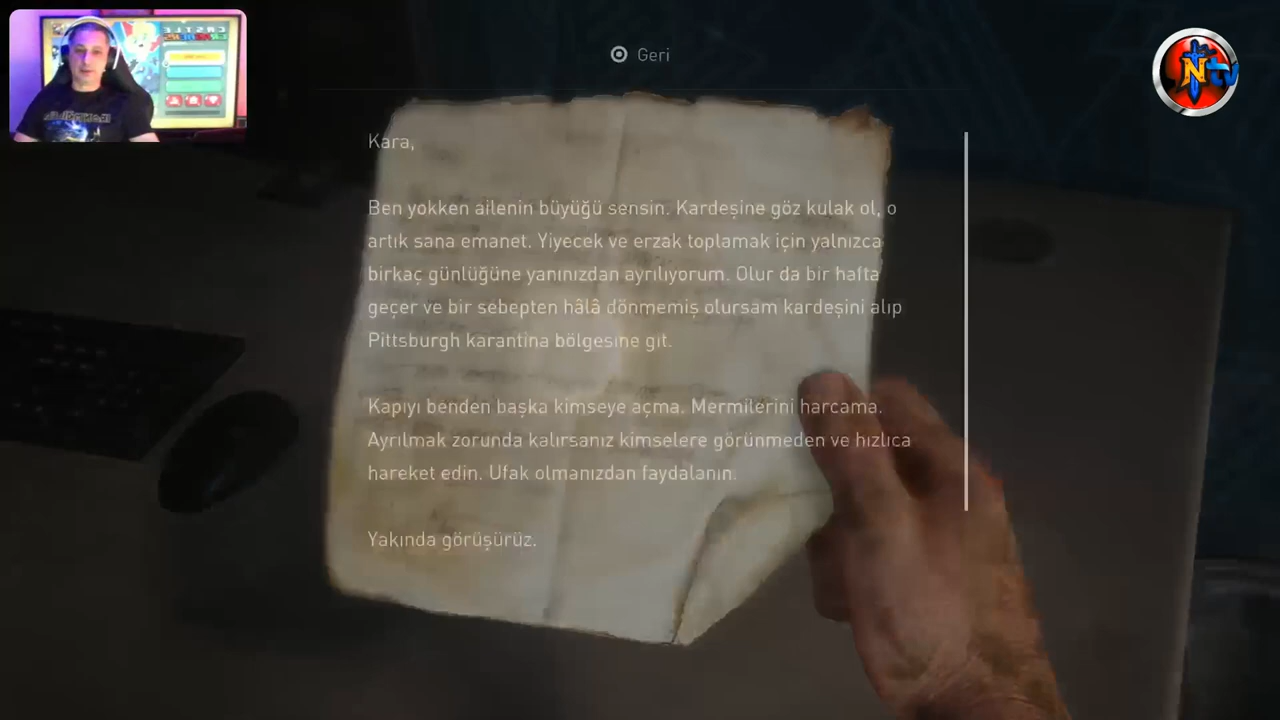 Geri
Kara,
Ben yokken ailenin büyüğü sensin. Kardeşine göz kulak ol, o
artık sana emanet. Yiyecek ve erzak toplamak için yalnızca
birkaç günlüğüne yanınızdan ayrılıyorum. Olur da bir hafta
geçer ve bir sebepten hâlâ dönmemiş olursam kardeşini alıp
Pittsburgh karantina bölgesine git.
Kapıyı benden başka kimseye açma. Mermilerini harcama.
Ayrılmak zorunda kalırsanız kimselere görünmeden ve hızlıca
hareket edin. Ufak olmanızdan faydalanın.
Yakında görüşürüz.
NTV